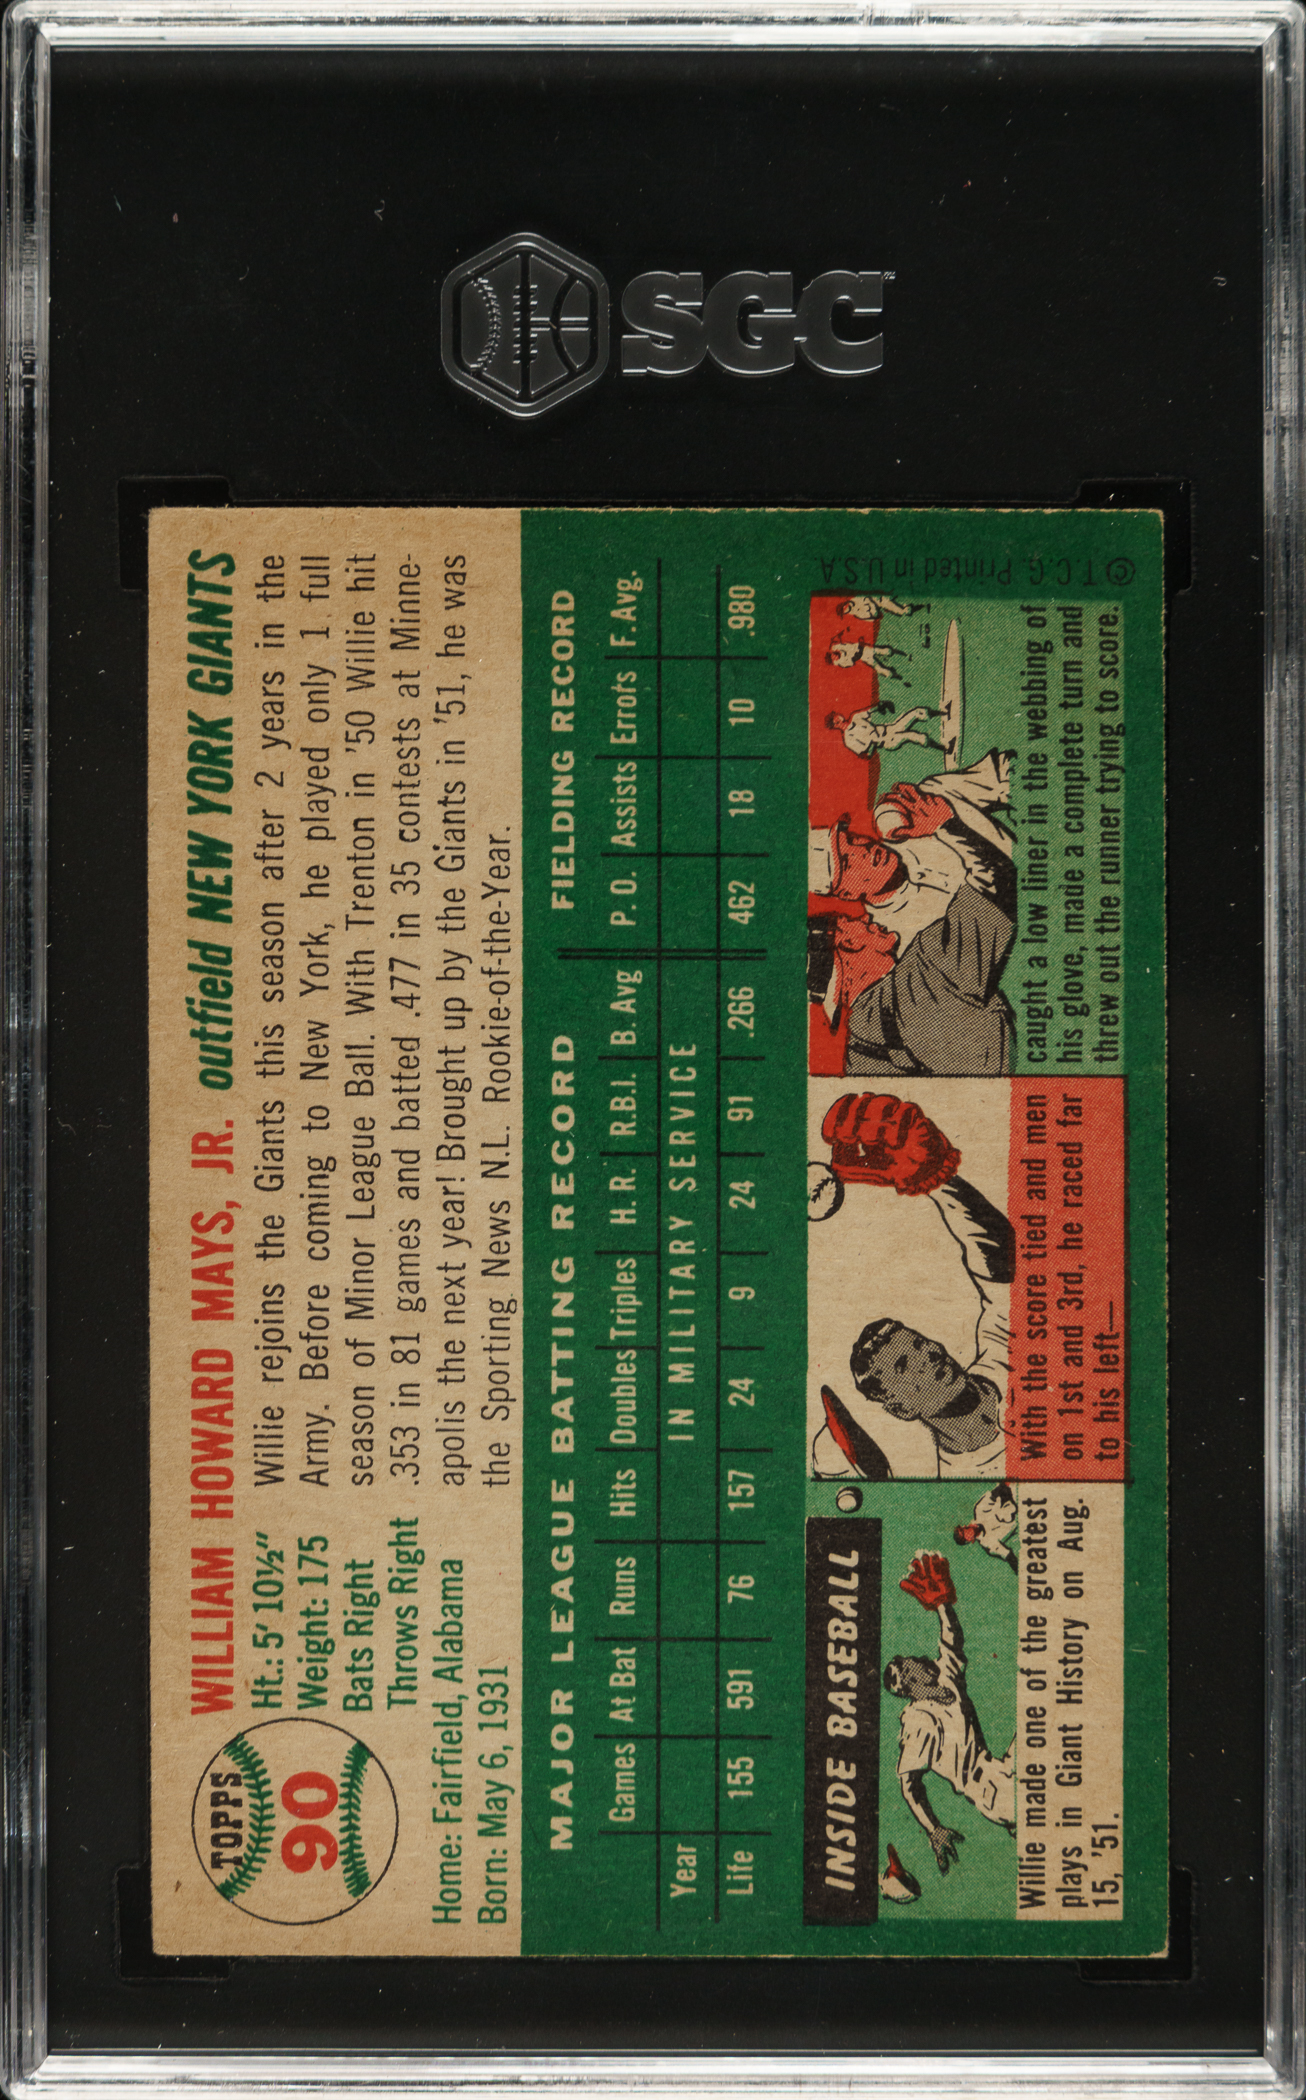 SGC
TOPPS
90
WILLIAM HOWARD MAYS, JR. outfield NEW YORK GIANTS
Ht.: 5' 10½"
Weight: 175
Bats Right
Throws Right
Home: Fairfield, Alabama
Born: May 6, 1931
Willie rejoins the Giants this season after 2 years in the
Army. Before coming to New York, he played only 1 full
season of Minor League Ball. With Trenton in '50 Willie hit
.353 in 81 games and batted .477 in 35 contests at Minne-
apolis the next year! Brought up by the Giants in '51, he was
the Sporting News N.L. Rookie-of-the-Year.
MAJOR LEAGUE BATTING RECORD FIELDING RECORD
Games At Bat Runs Hits Doubles Triples H.R. R.B.I. B. Avg P.O. Assists Errors F. Avg.
Year IN MILITARY SERVICE
Life 155 591 76 157 24 9 24 91 .266 462 18 10 .980
INSIDE BASEBALL
Willie made one of the greatest
plays in Giant History on Aug.
15, '51.
With the score tied and men
on 1st and 3rd, he raced far
to his left—
caught a low liner in the webbing of
his glove, made a complete turn and
threw out the runner trying to score.
© T.C.G. Printed in U.S.A.